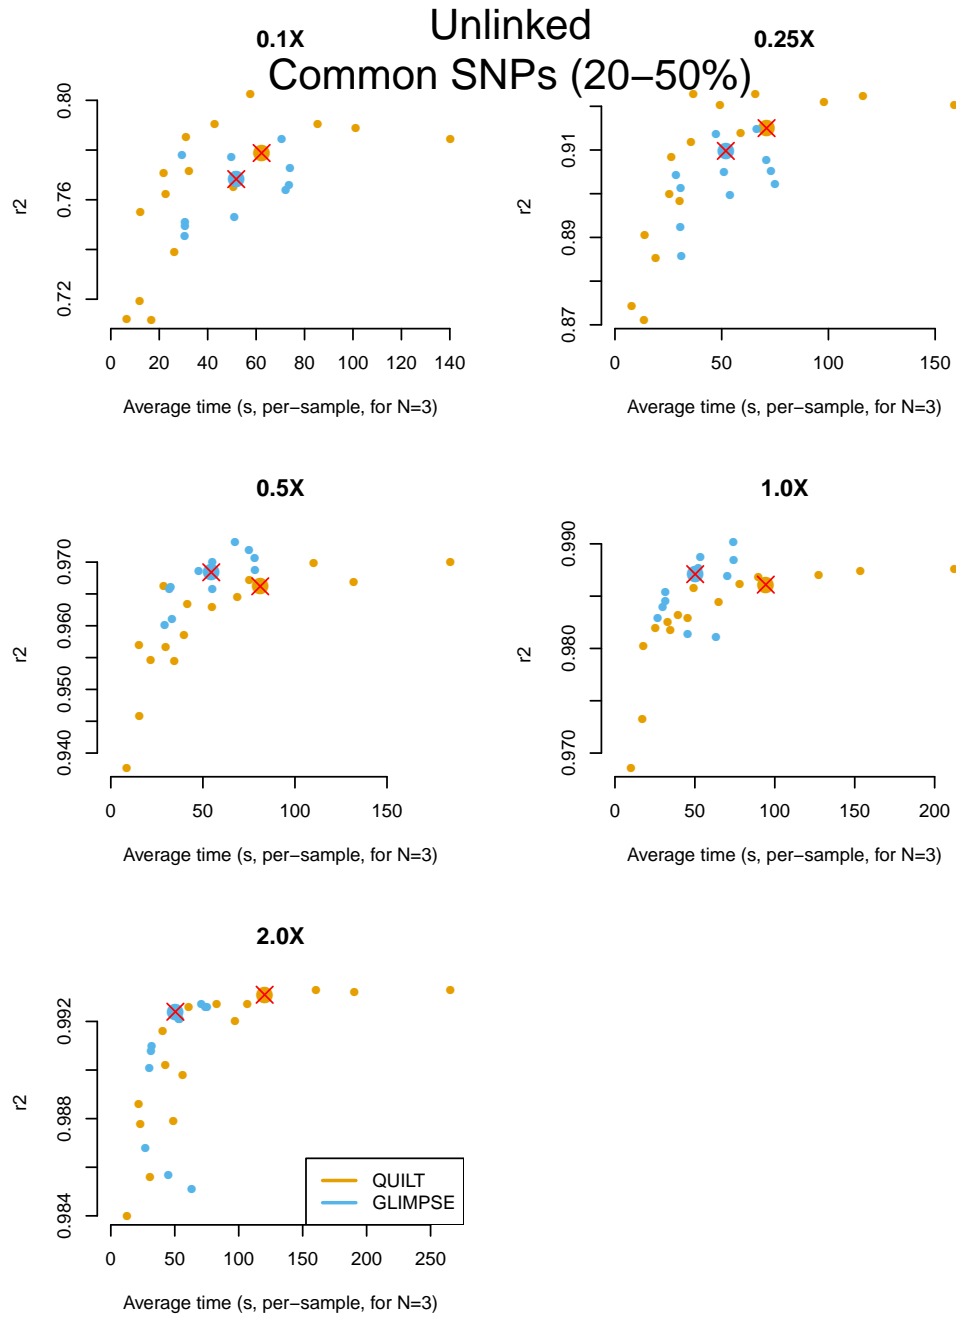 Unlinked
Common SNPs (20–50%)
0.1X
0.80
0.76
0.72
r2
0 20 40 60 80 100 120 140
Average time (s, per−sample, for N=3)
0.25X
0.91
0.89
0.87
r2
0 50 100 150
Average time (s, per−sample, for N=3)
0.5X
0.970
0.960
0.950
0.940
r2
0 50 100 150
Average time (s, per−sample, for N=3)
1.0X
0.990
0.980
0.970
r2
0 50 100 150 200
Average time (s, per−sample, for N=3)
2.0X
0.992
0.988
0.984
r2
QUILT
GLIMPSE
0 50 100 150 200 250
Average time (s, per−sample, for N=3)